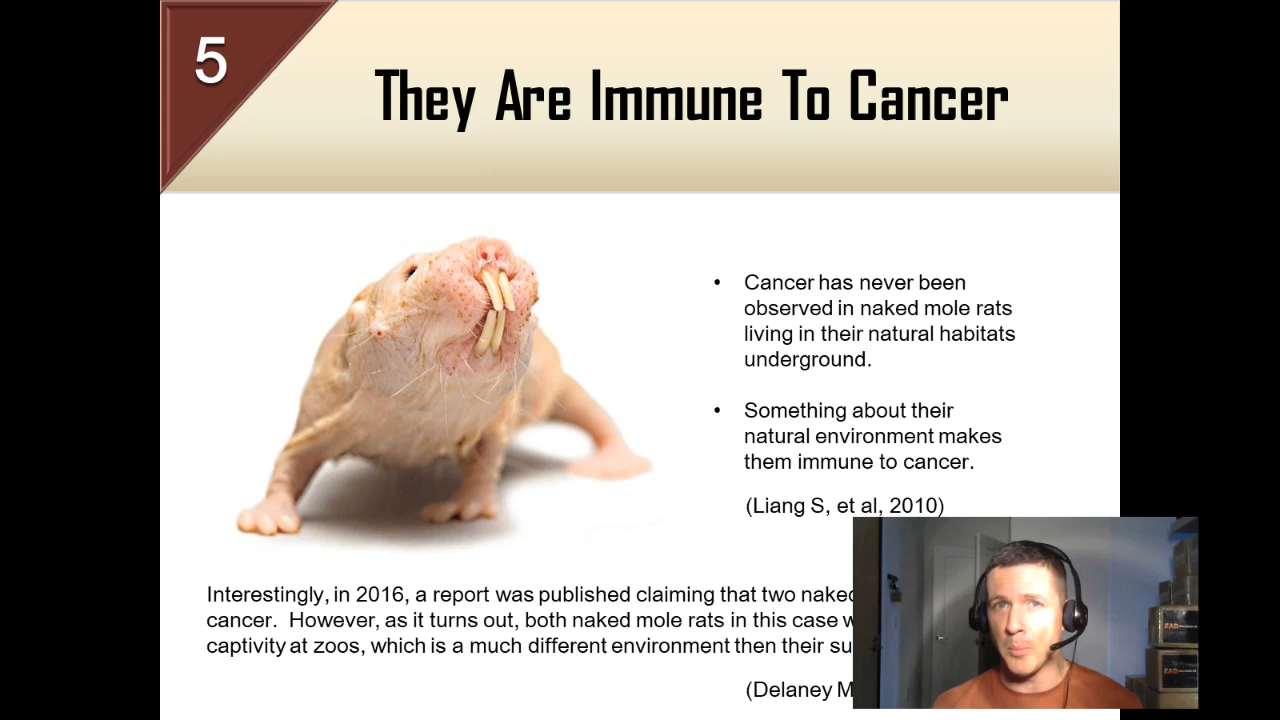 5
They Are Immune To Cancer
• Cancer has never been
observed in naked mole rats
living in their natural habitats
underground.
• Something about their
natural environment makes
them immune to cancer.
(Liang S, et al, 2010)
Interestingly, in 2016, a report was published claiming that two naked
cancer. However, as it turns out, both naked mole rats in this case w
captivity at zoos, which is a much different environment then their su
(Delaney M
EAD
EAD